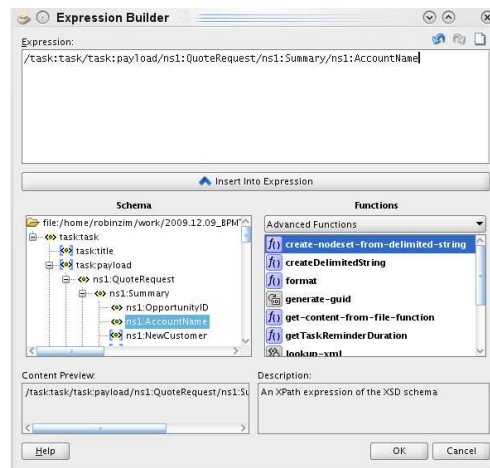 Expression Builder
Expression:
/task:task/task:payload/ns1:QuoteRequest/ns1:Summary/ns1:AccountName
Insert Into Expression
Schema
file:/home/robinzim/work/2009.12.09_BPMT
task:task
task:title
task:payload
ns1:QuoteRequest
ns1:Summary
ns1:OpportunityID
ns1:AccountName
ns1:NewCustomer
Functions
Advanced Functions
create-nodeset-from-delimited-string
createDelimitedString
format
generate-guid
get-content-from-file-function
getTaskReminderDuration
lookup-xml
Content Preview:
/task:task/task:payload/ns1:QuoteRequest/ns1:Su
Description:
An XPath expression of the XSD schema
Help
OK
Cancel